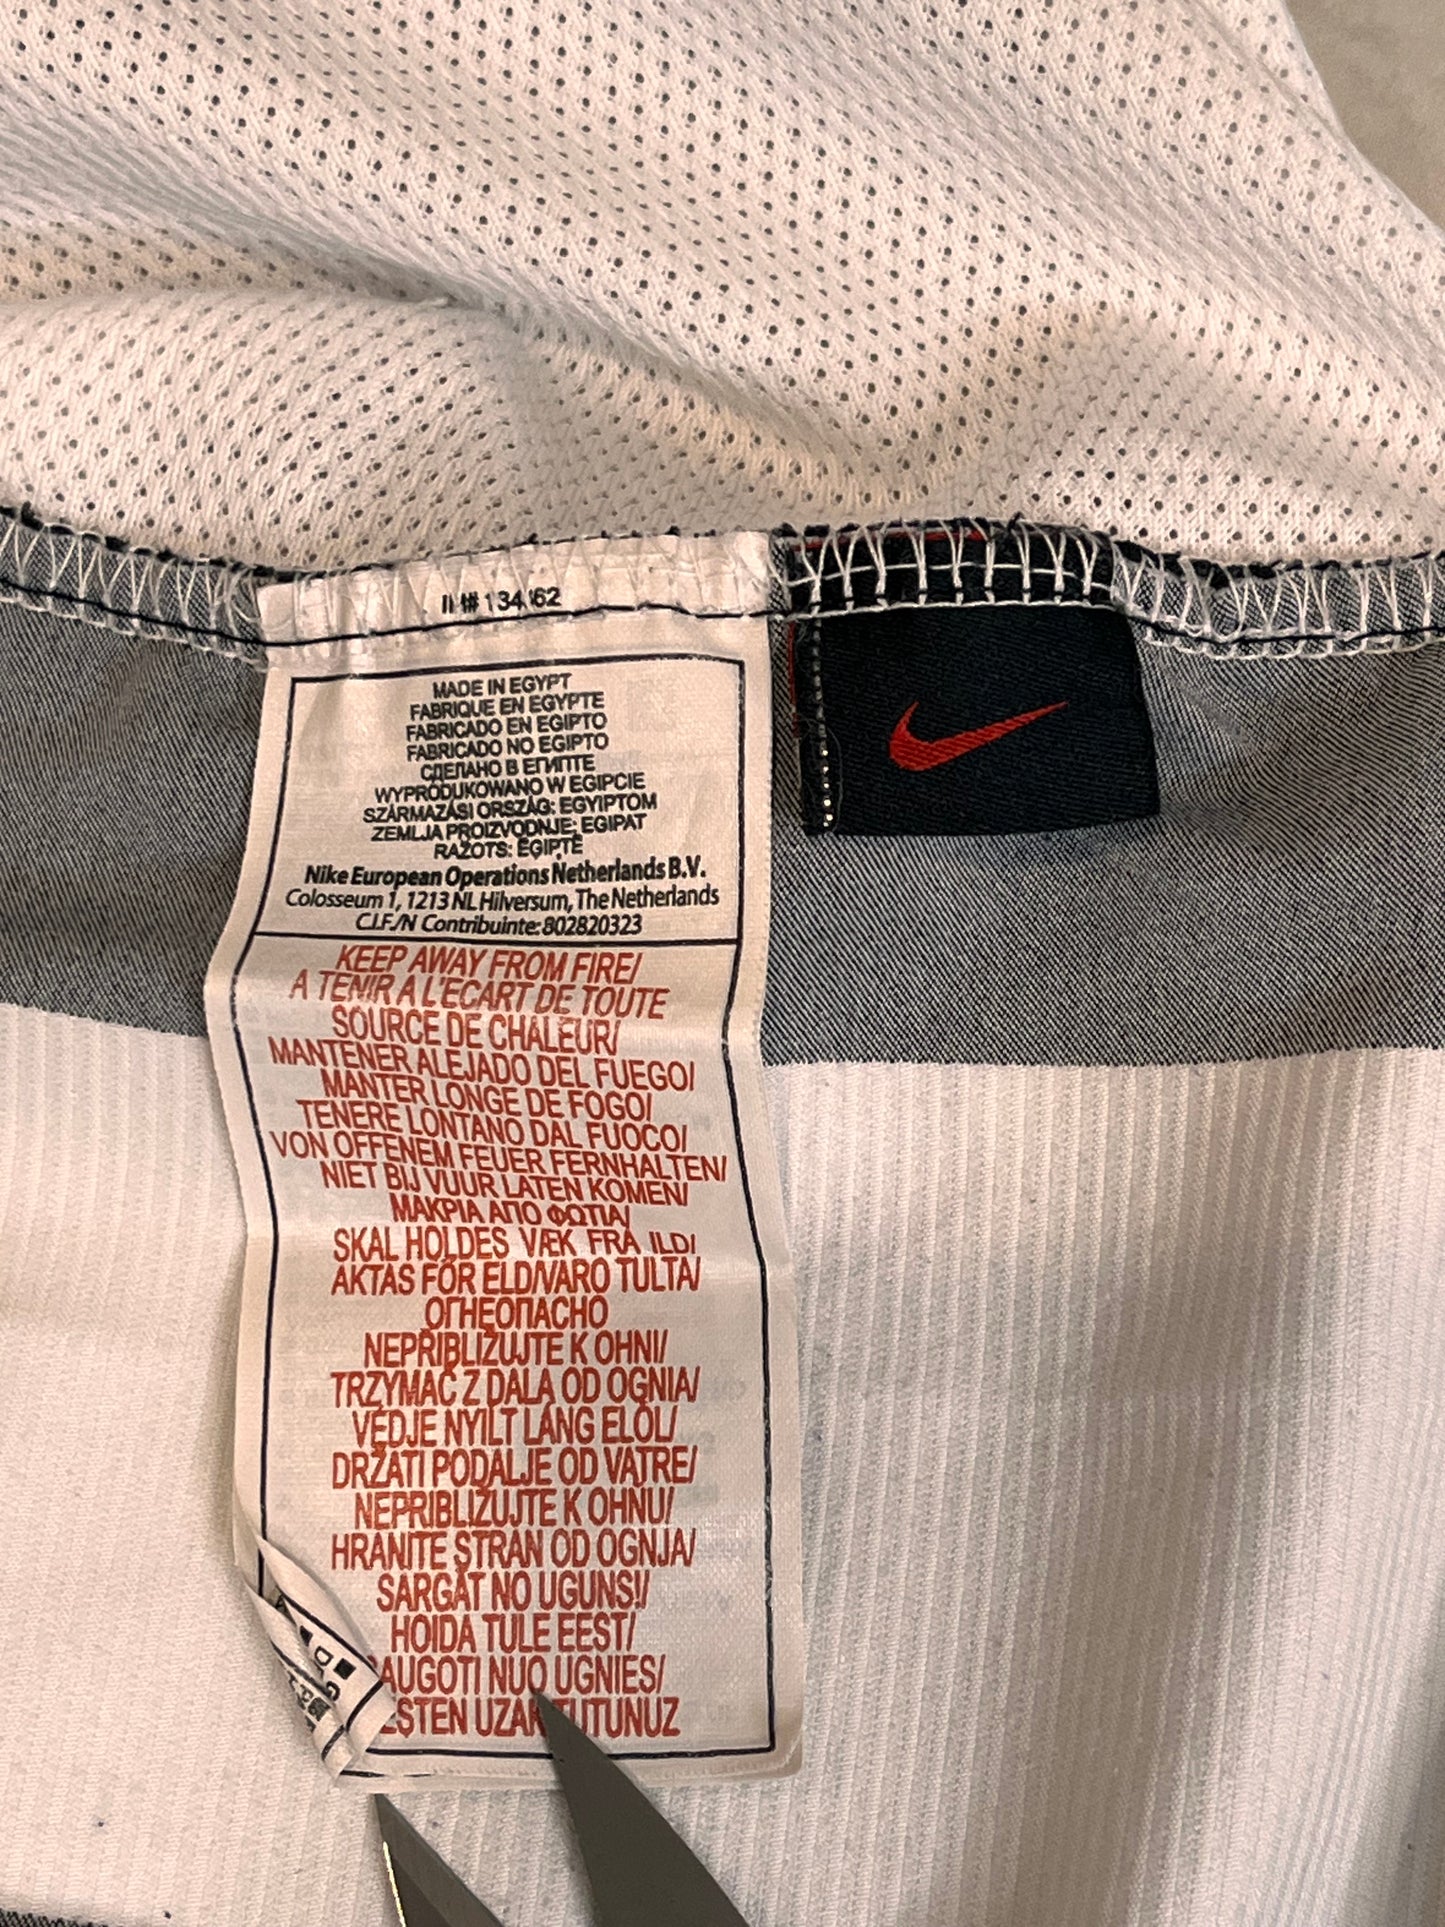 MADE IN EGYPT
FABRIQUE EN EGYPTE
FABRICADO EN EGIPTO
FABRICADO NO EGIPTO
СДЕЛАНО В ЕГИПТЕ
WYPRODUKOWANO W EGIPCIE
SZÁRMAZÁSI ORSZÁG: EGYIPTOM
ZEMLJA PROIZVODNJE: EGIPAT
RAŽOTS: ĒĢIPTĒ
Nike European Operations Netherlands B.V.
Colosseum 1, 1213 NL Hilversum, The Netherlands
C.I.F./N Contribuinte: 802820323
KEEP AWAY FROM FIRE/
A TENIR A L'ECART DE TOUTE
SOURCE DE CHALEUR/
MANTENER ALEJADO DEL FUEGO/
MANTER LONGE DE FOGO/
TENERE LONTANO DAL FUOCO/
VON OFFENEM FEUER FERNHALTEN/
NIET BIJ VUUR LATEN KOMEN/
ΜΑΚΡΙΑ ΑΠΟ ΦΩΤΙΑ/
SKAL HOLDES VÆK FRA ILD/
AKTAS FÖR ELD/VARO TULTA/
ОГНЕОПАСНО
NEPŘIBLIŽUJTE K OHNI/
TRZYMAĆ Z DALA OD OGNIA/
VÉDJE NYÍLT LÁNG ELŐL/
DRŽATI PODALJE OD VATRE/
NEPRIBLIŽUJTE K OHŇU/
HRANITE STRAN OD OGNJA/
SARGĀT NO UGUNS!/
HOIDA TULE EEST/
SAUGOTI NUO UGNIES/
UZAK TUTUNUZ